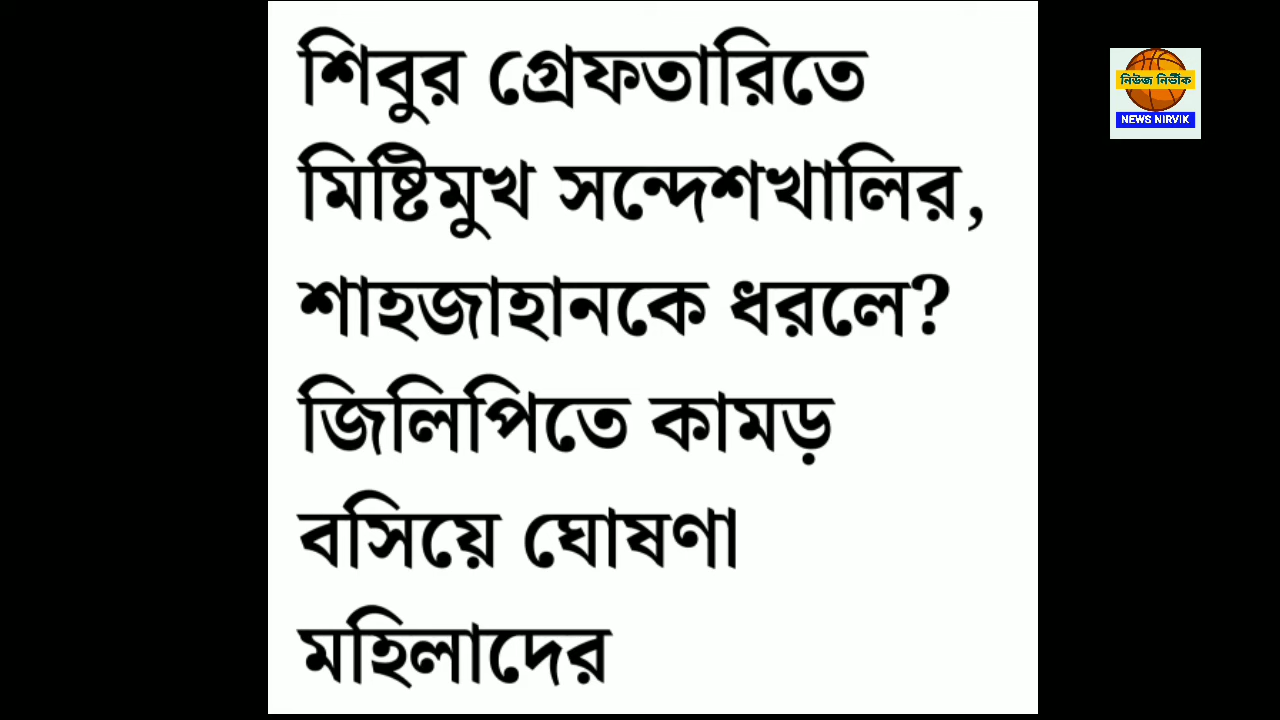 শিবুর গ্রেফতারিতে
মিষ্টিমুখ সন্দেশখালির,
শাহজাহানকে ধরলে?
জিলিপিতে কামড়
বসিয়ে ঘোষণা
মহিলাদের
নিউজ নির্ভীক
NEWS NIRVIK